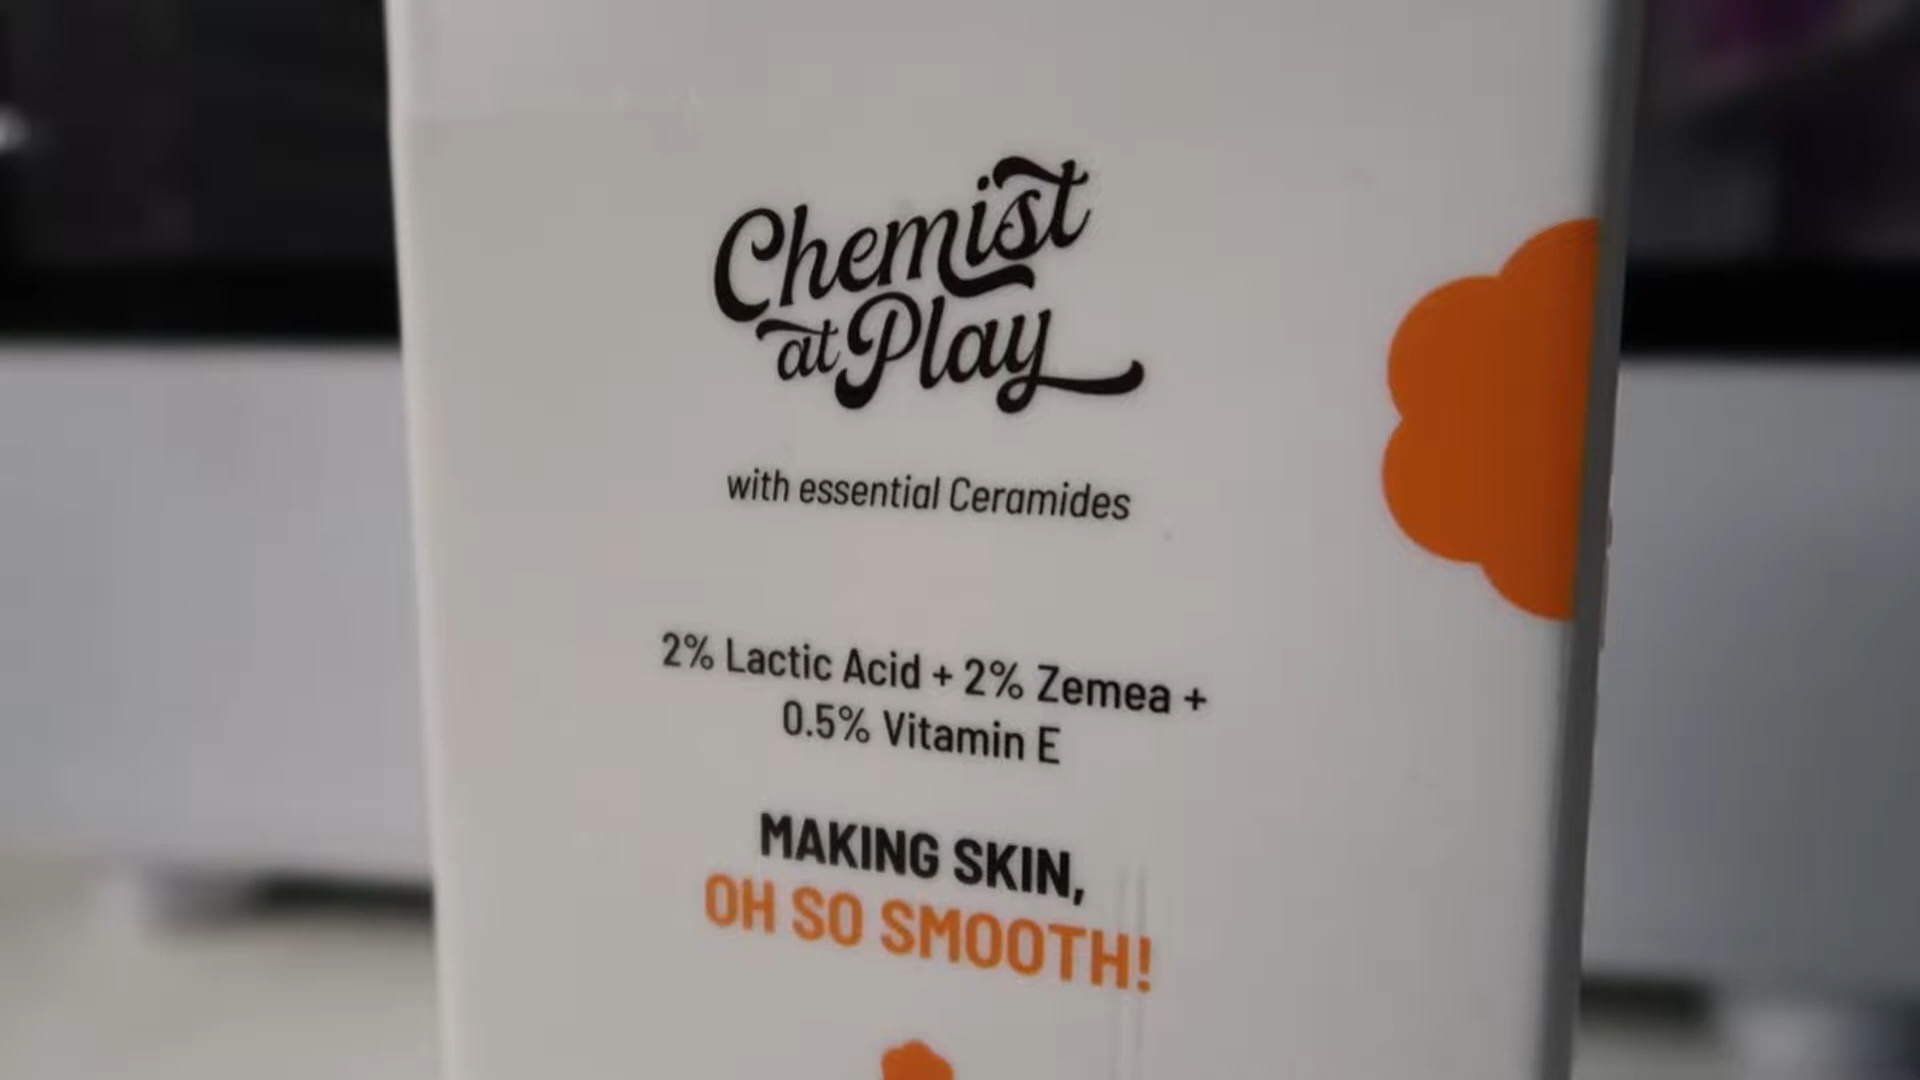 Chemist
at Play
with essential Ceramides
2% Lactic Acid + 2% Zemea +
0.5% Vitamin E
MAKING SKIN,
OH SO SMOOTH!